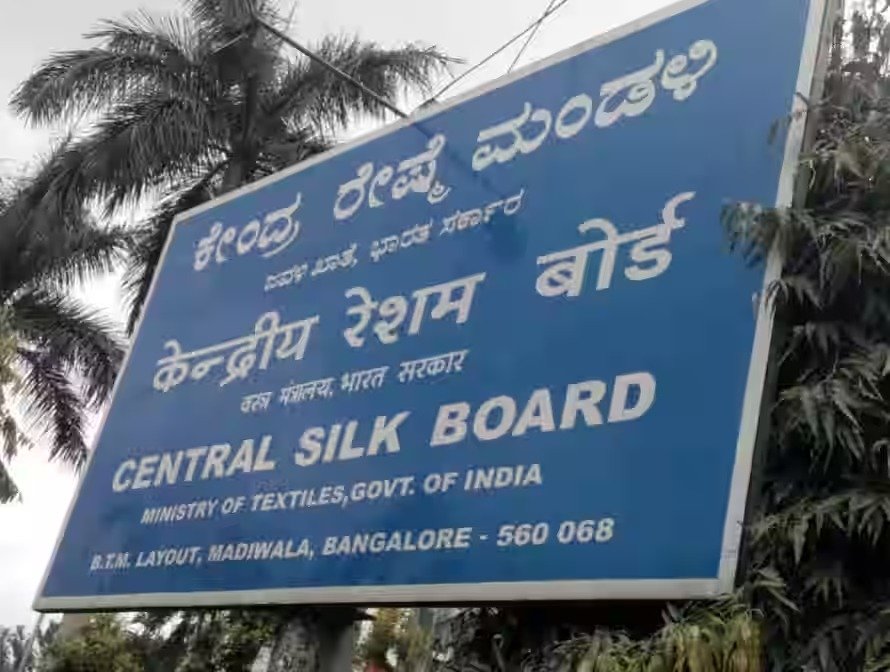 ಕೇಂದ್ರ ರೇಷ್ಮೆ ಮಂಡಳಿ
ಜವಳಿ ಖಾತೆ, ಭಾರತ ಸರ್ಕಾರ
केन्द्रीय रेशम बोर्ड
वस्त्र मंत्रालय, भारत सरकार
CENTRAL SILK BOARD
MINISTRY OF TEXTILES,GOVT. OF INDIA
B.T.M. LAYOUT, MADIWALA, BANGALORE - 560 068